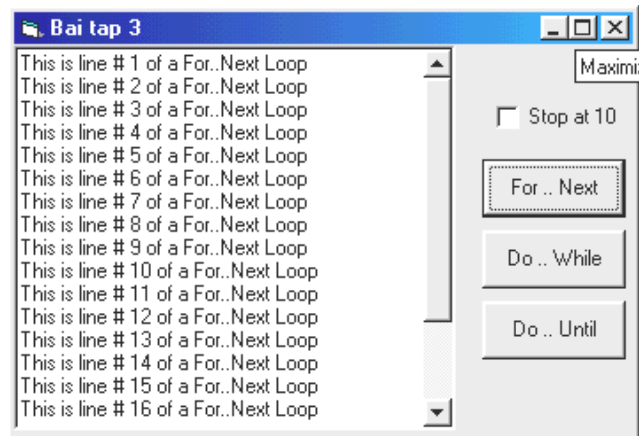 Bai tap 3
This is line # 1 of a For..Next Loop
This is line # 2 of a For..Next Loop
This is line # 3 of a For..Next Loop
This is line # 4 of a For..Next Loop
This is line # 5 of a For..Next Loop
This is line # 6 of a For..Next Loop
This is line # 7 of a For..Next Loop
This is line # 8 of a For..Next Loop
This is line # 9 of a For..Next Loop
This is line # 10 of a For..Next Loop
This is line # 11 of a For..Next Loop
This is line # 12 of a For..Next Loop
This is line # 13 of a For..Next Loop
This is line # 14 of a For..Next Loop
This is line # 15 of a For..Next Loop
This is line # 16 of a For..Next Loop
Maximi
Stop at 10
For .. Next
Do .. While
Do .. Until